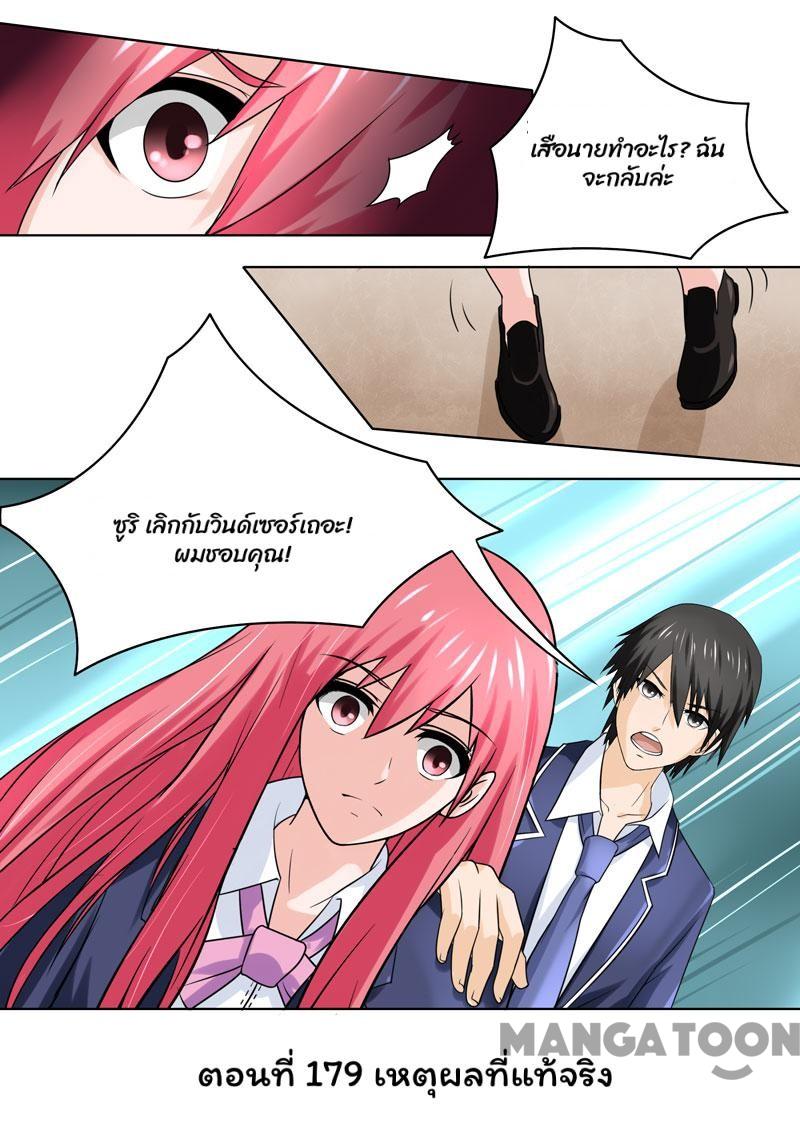 เสือนายทำอะไร? ฉัน
จะกลับล่ะ
ซูริ เลิกกับวินด์เซอร์เถอะ!
ผมชอบคุณ!
MANGATOON
ตอนที่ 179 เหตุผลที่แท้จริง